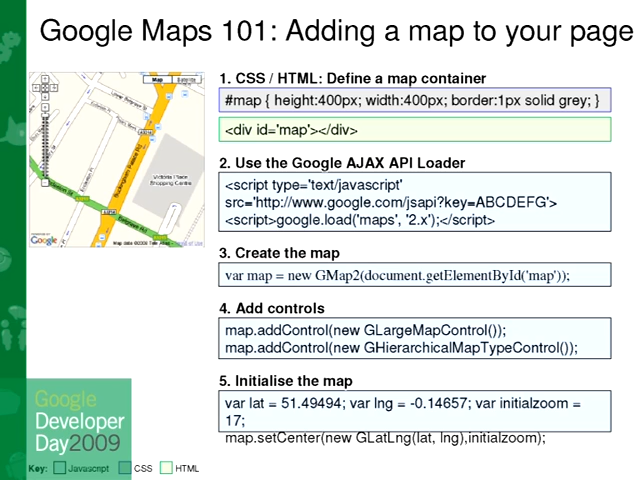 Google Maps 101: Adding a map to your page
1. CSS / HTML: Define a map container
#map { height:400px; width:400px; border:1px solid grey; }
<div id='map'></div>
2. Use the Google AJAX API Loader
<script type='text/javascript'
src='http://www.google.com/jsapi?key=ABCDEFG'>
<script>google.load('maps', '2.x');</script>
3. Create the map
var map = new GMap2(document.getElementById('map'));
4. Add controls
map.addControl(new GLargeMapControl());
map.addControl(new GHierarchicalMapTypeControl());
5. Initialise the map
var lat = 51.49494; var lng = -0.14657; var initialzoom =
17;
map.setCenter(new GLatLng(lat, lng),initialzoom);
Map
Satellite
Buckingham Palace Rd
Victoria Place
Shopping Centre
Google
Google
Developer
Day2009
Key: Javascript CSS HTML